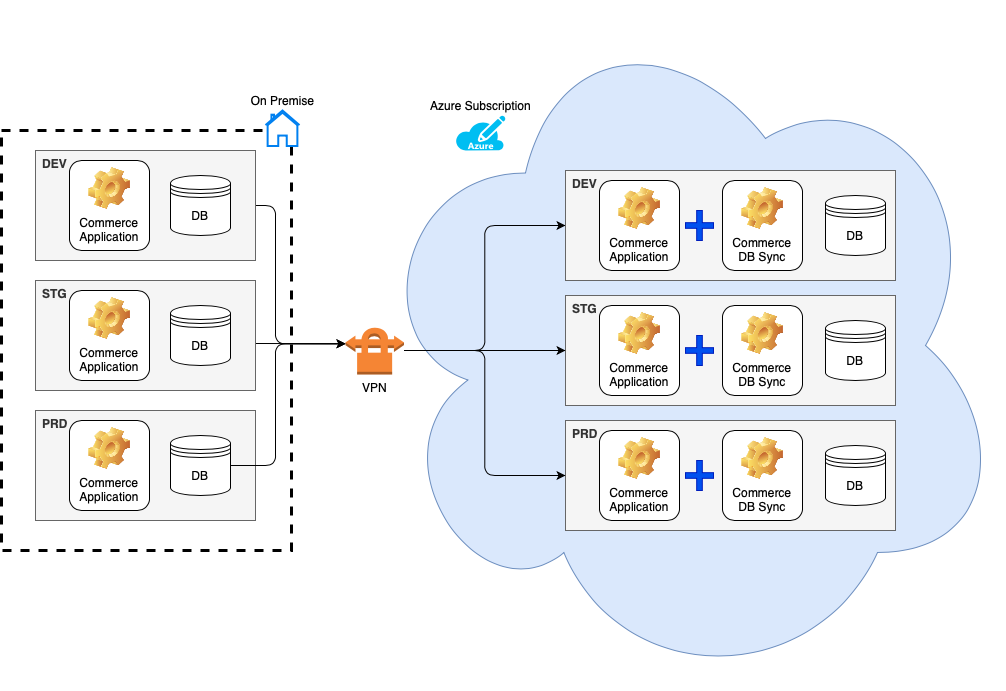 On Premise
Azure Subscription
Azure
DEV
Commerce
Application
DB
STG
Commerce
Application
DB
PRD
Commerce
Application
DB
VPN
DEV
Commerce
Application
Commerce
DB Sync
DB
STG
Commerce
Application
Commerce
DB Sync
DB
PRD
Commerce
Application
Commerce
DB Sync
DB